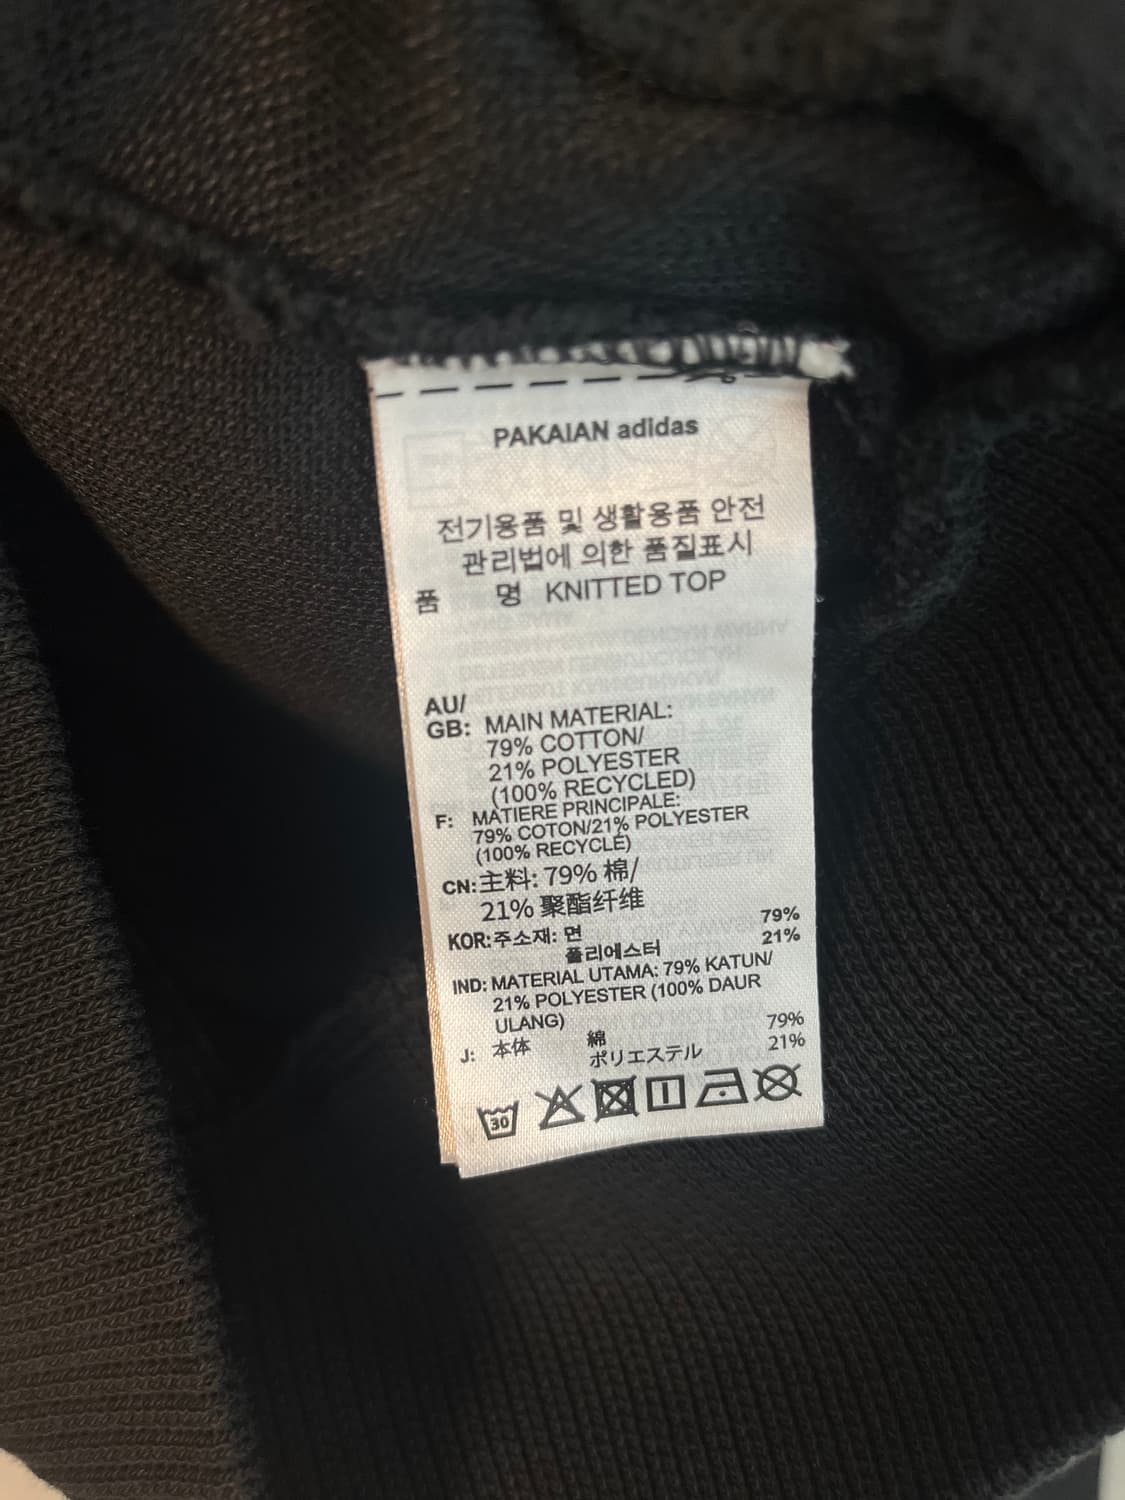 PAKAIAN adidas
전기용품 및 생활용품 안전
관리법에 의한 품질표시
품 명 KNITTED TOP
AU/
GB: MAIN MATERIAL:
79% COTTON/
21% POLYESTER
(100% RECYCLED)
F: MATIERE PRINCIPALE:
79% COTON/21% POLYESTER
(100% RECYCLÉ)
CN: 主料: 79% 棉/
21% 聚酯纤维
KOR: 주소재: 면 79%
폴리에스터 21%
IND: MATERIAL UTAMA: 79% KATUN/
21% POLYESTER (100% DAUR
ULANG)
J: 本体 綿 79%
ポリエステル 21%
30